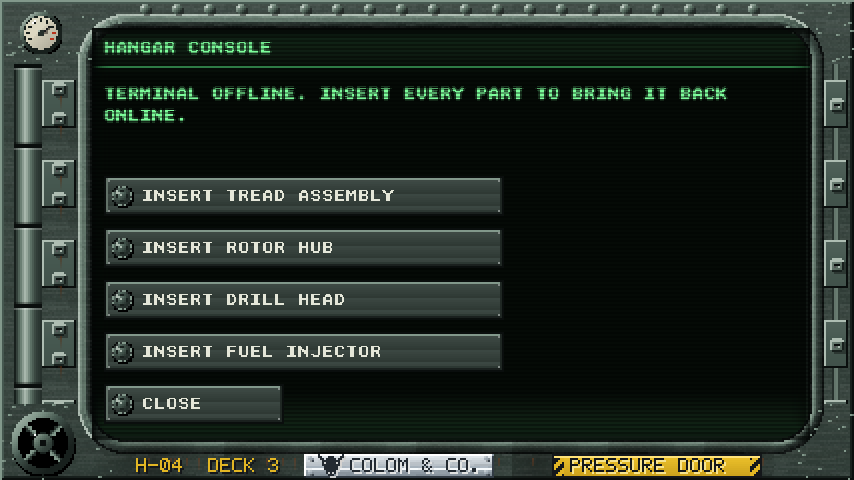 HANGAR CONSOLE
TERMINAL OFFLINE. INSERT EVERY PART TO BRING IT BACK
ONLINE.
INSERT TREAD ASSEMBLY
INSERT ROTOR HUB
INSERT DRILL HEAD
INSERT FUEL INJECTOR
CLOSE
H-04 DECK 3 COLOM & CO. PRESSURE DOOR